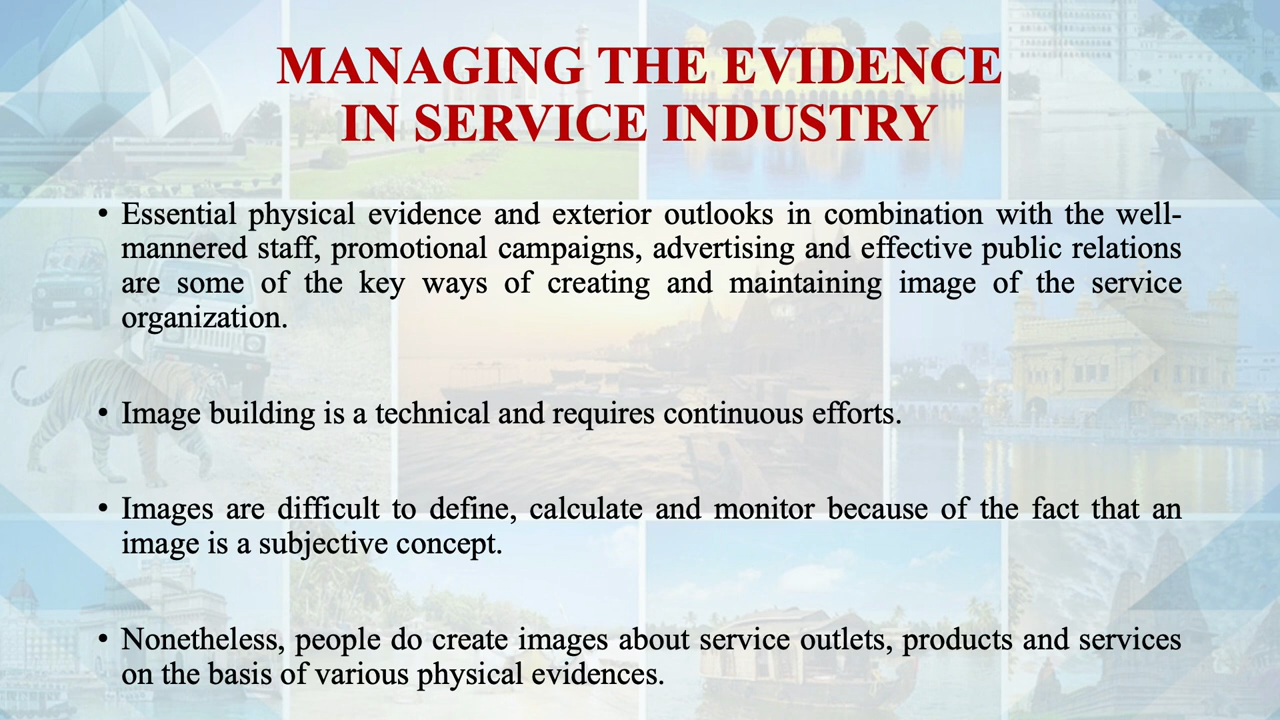 MANAGING THE EVIDENCE
IN SERVICE INDUSTRY
• Essential physical evidence and exterior outlooks in combination with the well-
mannered staff, promotional campaigns, advertising and effective public relations
are some of the key ways of creating and maintaining image of the service
organization.
• Image building is a technical and requires continuous efforts.
• Images are difficult to define, calculate and monitor because of the fact that an
image is a subjective concept.
• Nonetheless, people do create images about service outlets, products and services
on the basis of various physical evidences.